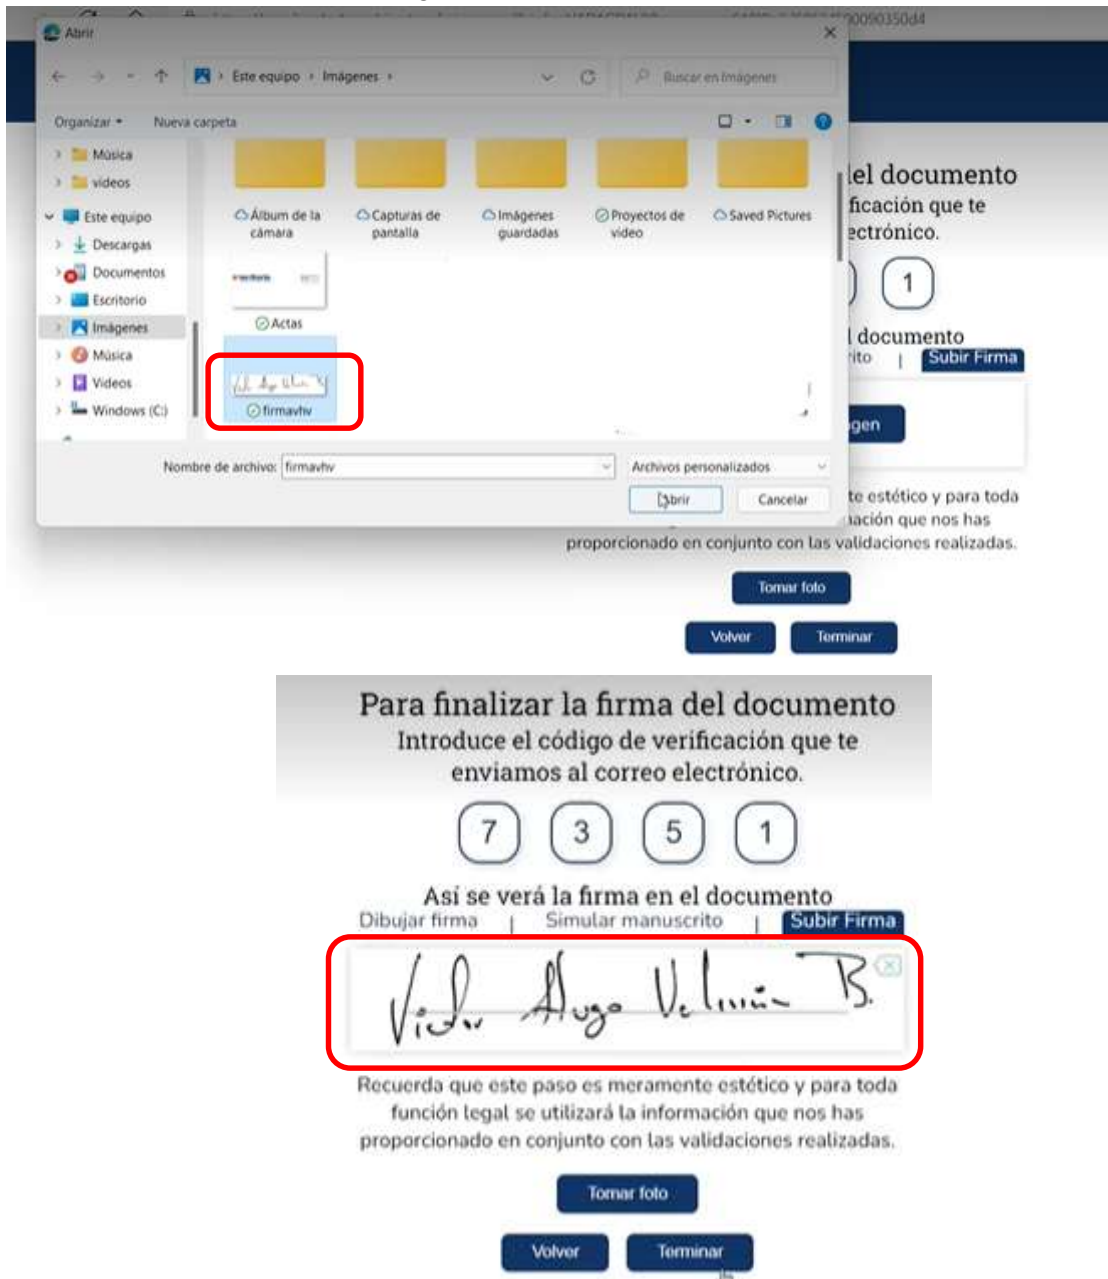 00090350d4
Abrir
Este equipo › Imágenes ›
Buscar en Imágenes
Organizar
Nueva carpeta
Música
videos
Este equipo
Descargas
Documentos
Escritorio
Imágenes
Música
Videos
Windows (C:)
Álbum de la cámara
Capturas de pantalla
Imágenes guardadas
Proyectos de video
Saved Pictures
Actas
firmavhv
Nombre de archivo: firmavhv
Archivos personalizados
Abrir
Cancelar
del documento
ficación que te
ectrónico.
1
l documento
rito | Subir Firma
gen
te estético y para toda
nación que nos has
proporcionado en conjunto con las validaciones realizadas.
Tomar foto
Volver Terminar
Para finalizar la firma del documento
Introduce el código de verificación que te
enviamos al correo electrónico.
7 3 5 1
Así se verá la firma en el documento
Dibujar firma | Simular manuscrito | Subir Firma
Victor Hugo B.
Recuerda que este paso es meramente estético y para toda
función legal se utilizará la información que nos has
proporcionado en conjunto con las validaciones realizadas.
Tomar foto
Volver Terminar